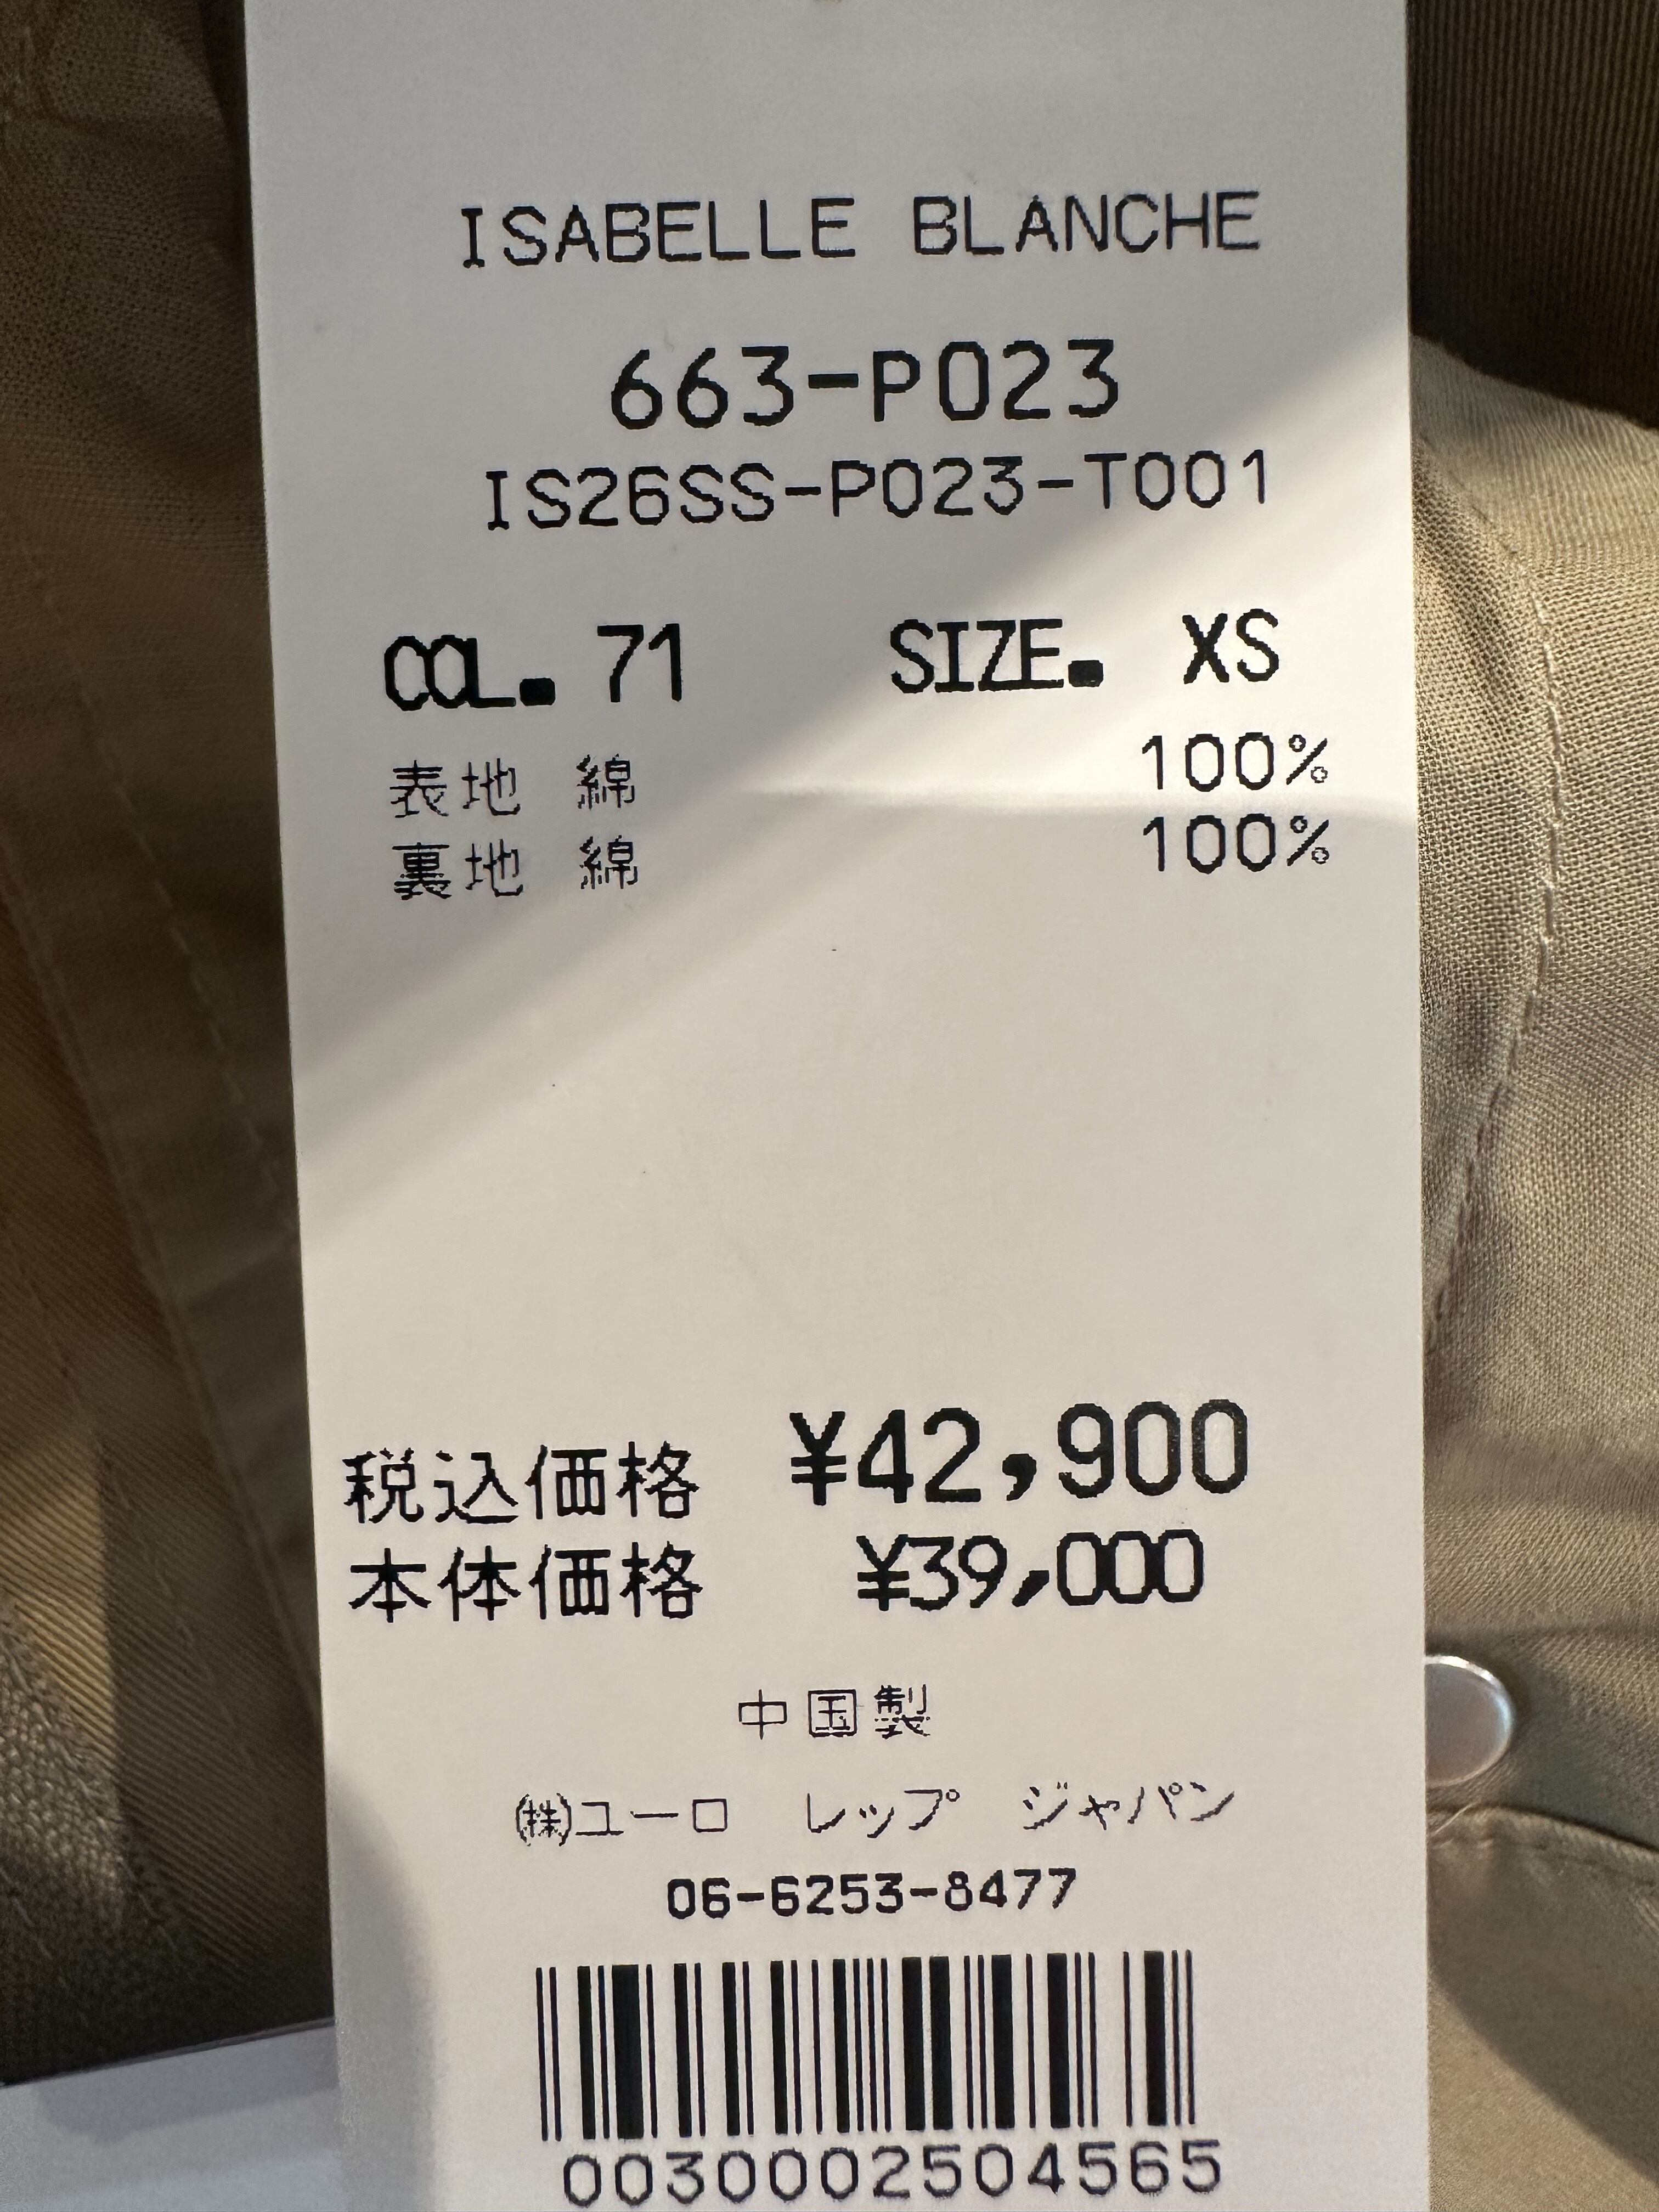 ISABELLE BLANCHE
663-P023
IS26SS-P023-T001
COL. 71 SIZE. XS
表地 綿 100%
裏地 綿 100%
税込価格 ¥42,900
本体価格 ¥39,000
中国製
㈱ユーロ レップ ジャパン
06-6253-8477
0030002504565